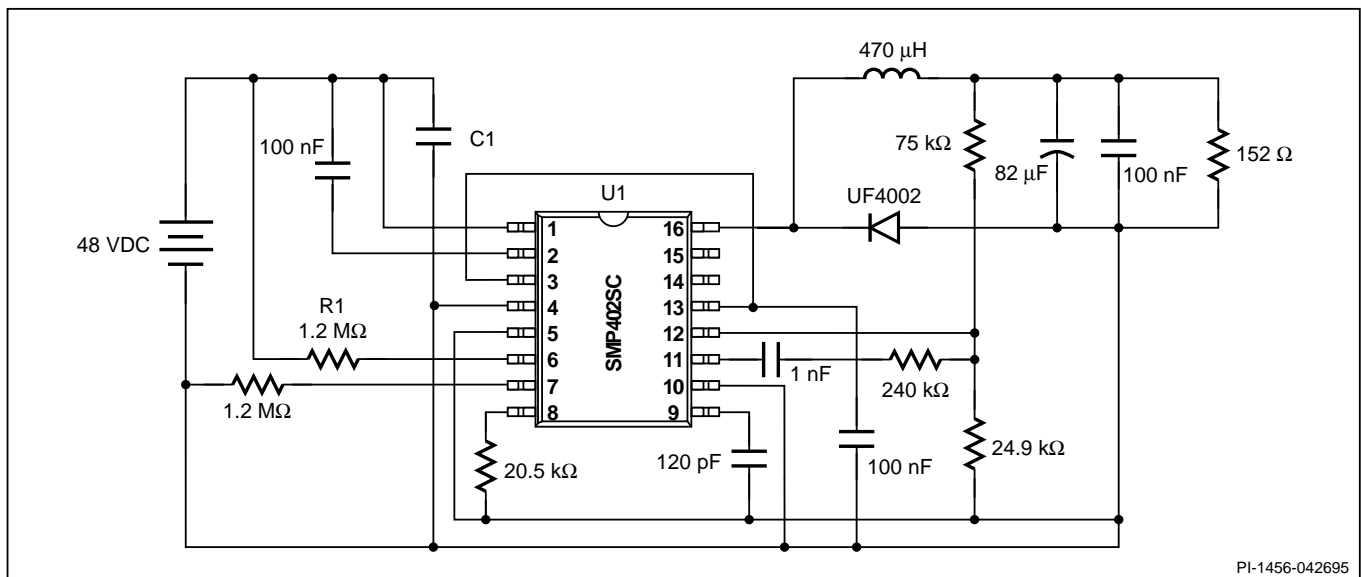 470 µH
C1
100 nF
75 kΩ
82 µF
100 nF
152 Ω
U1
UF4002
48 VDC
1
2
3
4
5
6
7
8
SMP402SC
16
15
14
13
12
11
10
9
R1
1.2 MΩ
1.2 MΩ
1 nF
240 kΩ
20.5 kΩ
120 pF
100 nF
24.9 kΩ
PI-1456-042695